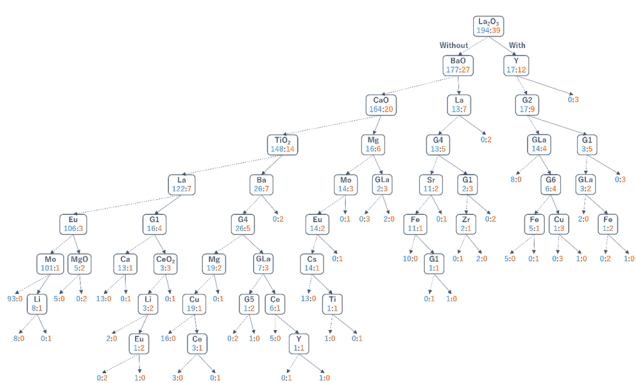 La₂O₃
194:39
Without
With
BaO
177:27
Y
17:12
CaO
164:20
La
13:7
G2
17:9
0:3
TiO₂
148:14
Mg
16:6
G4
13:5
0:2
GLa
14:4
G1
3:5
La
122:7
Ba
26:7
Mo
14:3
GLa
2:3
Sr
11:2
G1
2:3
8:0
G6
6:4
GLa
3:2
0:3
Eu
106:3
G1
16:4
G4
26:5
0:2
Eu
14:2
0:1
0:3
2:0
Fe
11:1
0:1
Zr
2:1
0:2
Fe
5:1
Cu
1:3
2:0
Fe
1:2
Mo
101:1
MgO
5:2
Ca
13:1
CeO₂
3:3
Mg
19:2
GLa
7:3
Cs
14:1
0:1
10:0
G1
1:1
0:1
2:0
5:0
0:1
0:3
1:0
0:2
1:0
93:0
Li
8:1
5:0
0:2
13:0
0:1
Li
3:2
0:1
Cu
19:1
0:1
G5
1:2
Ce
6:1
13:0
Ti
1:1
0:1
1:0
8:0
0:1
2:0
Eu
1:2
16:0
Ce
3:1
0:2
1:0
5:0
Y
1:1
1:0
0:1
0:2
1:0
3:0
0:1
0:1
1:0